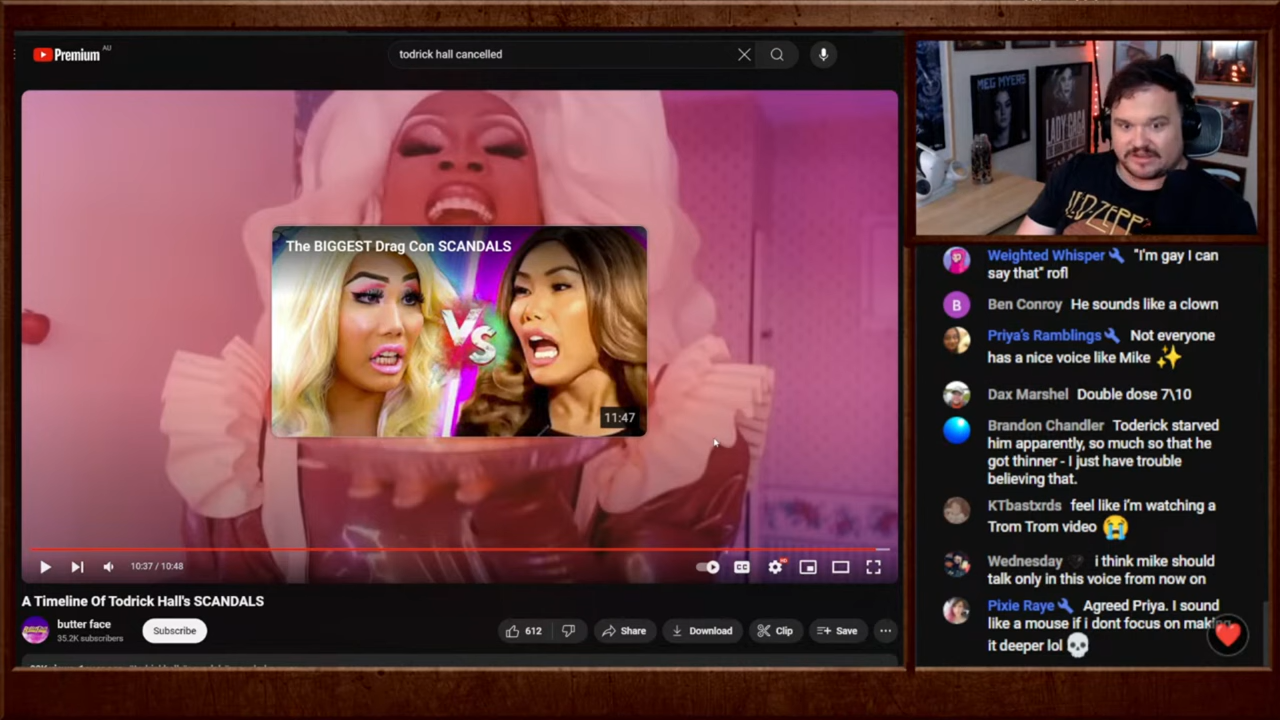 Premium AU
todrick hall cancelled
The BIGGEST Drag Con SCANDALS
Vs
11:47
10:37 / 10:48
CC
A Timeline Of Todrick Hall's SCANDALS
butter face
35.2K subscribers
Subscribe
612
Share
Download
Clip
Save
MEG MYERS
LADY GAGA
LED ZEPP
Weighted Whisper "I'm gay I can
say that" rofl
B
Ben Conroy He sounds like a clown
Priya's Ramblings Not everyone
has a nice voice like Mike
Dax Marshel Double dose 7\10
Brandon Chandler Toderick starved
him apparently, so much so that he
got thinner - I just have trouble
believing that.
KTbastxrds feel like i'm watching a
Trom Trom video
Wednesday i think mike should
talk only in this voice from now on
Pixie Raye Agreed Priya. I sound
like a mouse if i dont focus on making
it deeper lol